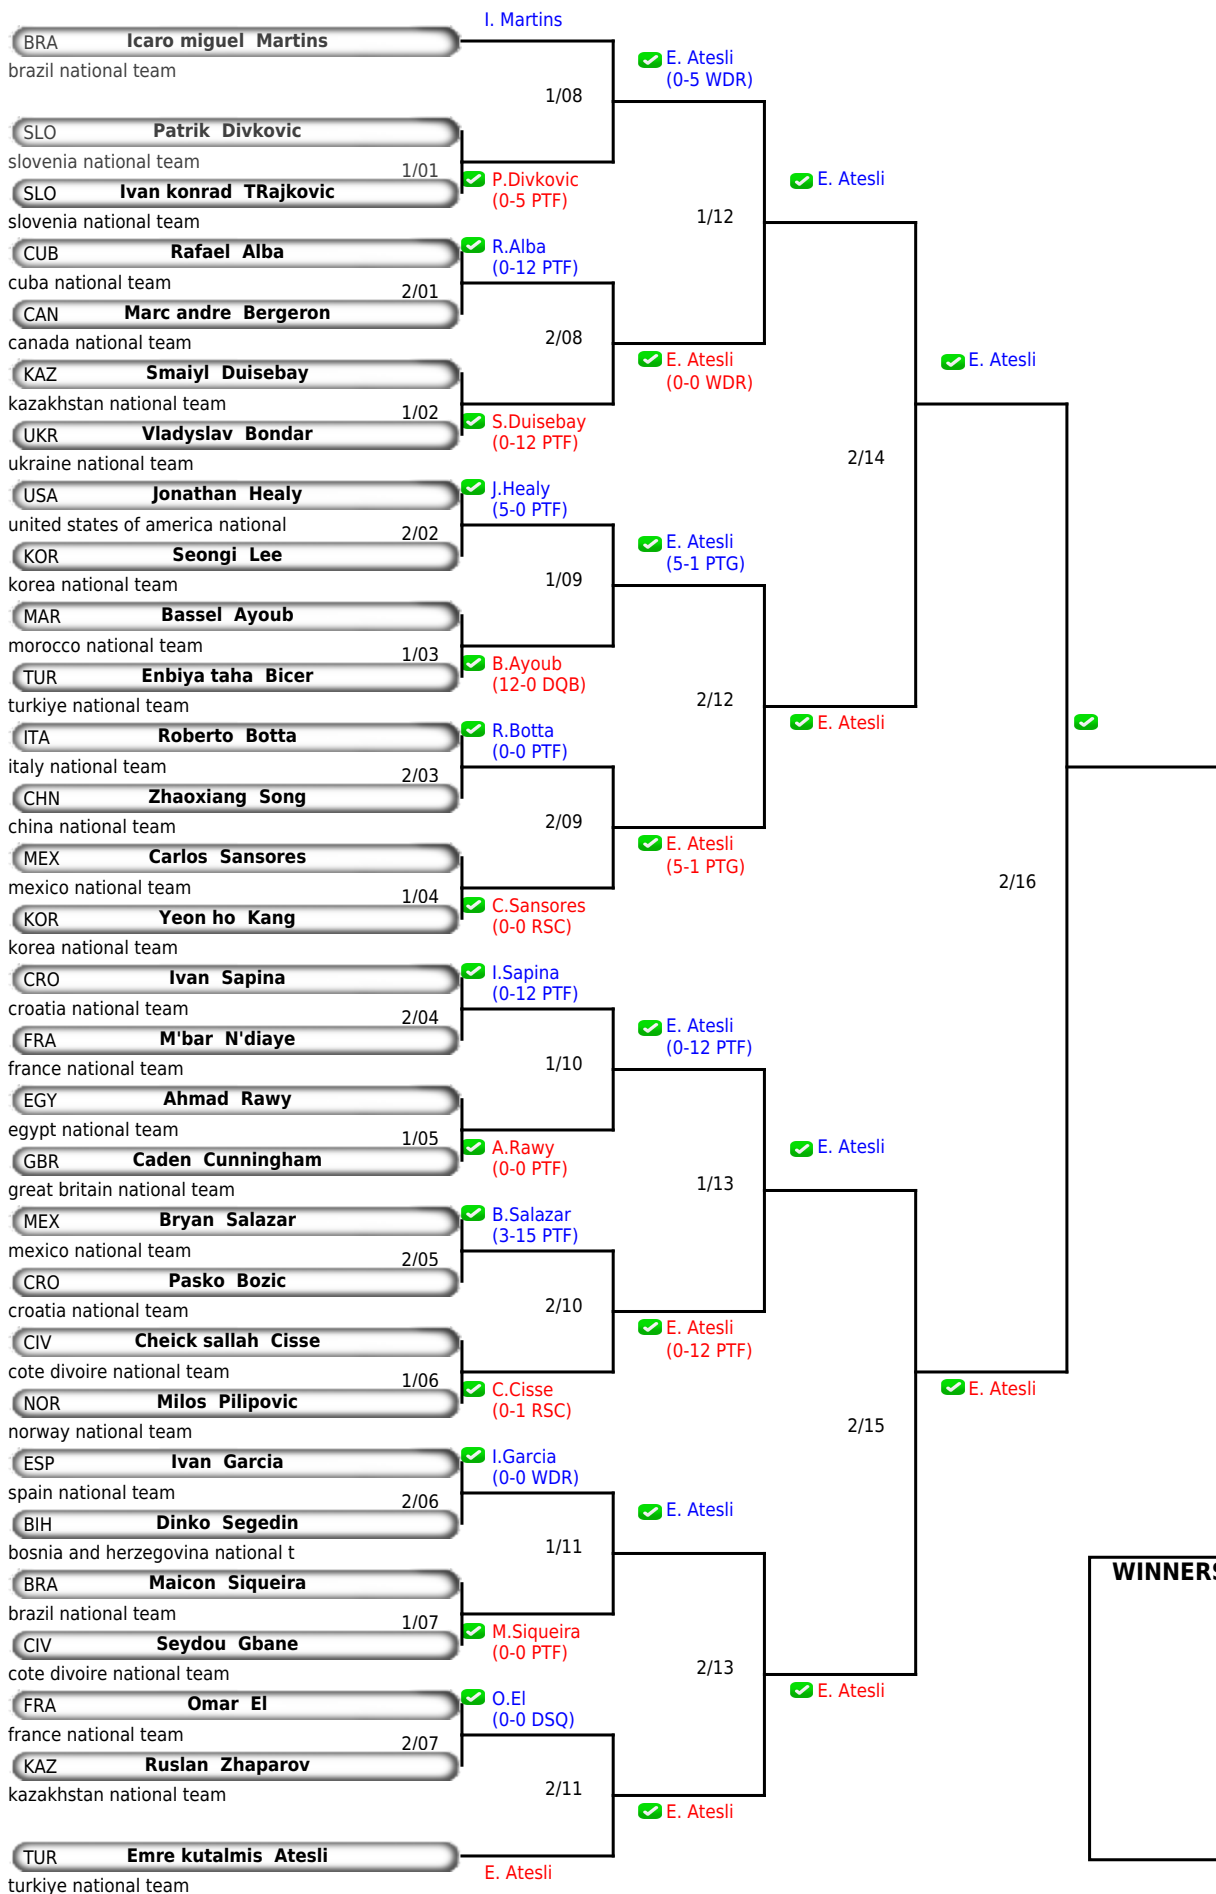 I. Martins
BRA Icaro miguel Martins
brazil national team
E. Atesli
(0-5 WDR)
1/08
SLO Patrik Divkovic
slovenia national team
1/01
SLO Ivan konrad TRajkovic
P.Divkovic
(0-5 PTF)
E. Atesli
slovenia national team
1/12
CUB Rafael Alba
R.Alba
(0-12 PTF)
cuba national team
2/01
CAN Marc andre Bergeron
canada national team
2/08
E. Atesli
(0-0 WDR)
E. Atesli
KAZ Smaiyl Duisebay
kazakhstan national team
1/02
UKR Vladyslav Bondar
S.Duisebay
(0-12 PTF)
ukraine national team
2/14
USA Jonathan Healy
J.Healy
(5-0 PTF)
united states of america national
2/02
KOR Seongi Lee
E. Atesli
(5-1 PTG)
korea national team
1/09
MAR Bassel Ayoub
morocco national team
1/03
TUR Enbiya taha Bicer
B.Ayoub
(12-0 DQB)
turkiye national team
2/12
E. Atesli
ITA Roberto Botta
R.Botta
(0-0 PTF)
italy national team
2/03
CHN Zhaoxiang Song
china national team
2/09
E. Atesli
(5-1 PTG)
MEX Carlos Sansores
mexico national team
2/16
1/04
KOR Yeon ho Kang
C.Sansores
(0-0 RSC)
korea national team
CRO Ivan Sapina
I.Sapina
(0-12 PTF)
croatia national team
2/04
FRA M'bar N'diaye
E. Atesli
(0-12 PTF)
france national team
1/10
EGY Ahmad Rawy
egypt national team
1/05
GBR Caden Cunningham
A.Rawy
(0-0 PTF)
E. Atesli
great britain national team
1/13
MEX Bryan Salazar
B.Salazar
(3-15 PTF)
mexico national team
2/05
CRO Pasko Bozic
croatia national team
2/10
E. Atesli
(0-12 PTF)
CIV Cheick sallah Cisse
cote divoire national team
1/06
NOR Milos Pilipovic
C.Cisse
(0-1 RSC)
E. Atesli
norway national team
2/15
ESP Ivan Garcia
I.Garcia
(0-0 WDR)
spain national team
2/06
BIH Dinko Segedin
E. Atesli
bosnia and herzegovina national t
1/11
WINNERS
BRA Maicon Siqueira
brazil national team
1/07
CIV Seydou Gbane
M.Siqueira
(0-0 PTF)
cote divoire national team
2/13
E. Atesli
FRA Omar El
O.El
(0-0 DSQ)
france national team
2/07
KAZ Ruslan Zhaparov
kazakhstan national team
2/11
E. Atesli
TUR Emre kutalmis Atesli
E. Atesli
turkiye national team